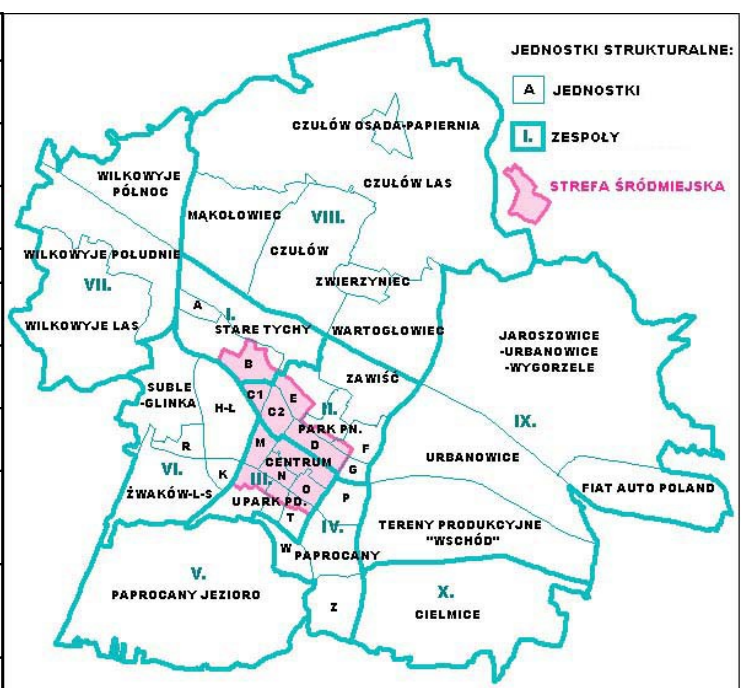 JEDNOSTKI STRUKTURALNE:
A JEDNOSTKI
I. ZESPOŁY
STREFA ŚRÓDMIEJSKA
CZUŁÓW OSADA-PAPIERNIA
WILKOWYJE
PÓŁNOC
CZUŁÓW LAS
MĄKOŁOWIEC
VIII.
CZUŁÓW
WILKOWYJE POŁUDNIE
VII.
ZWIERZYNIEC
WILKOWYJE LAS
A
I.
STARE TYCHY
WARTOGŁOWIEC
JAROSZOWICE
-URBANOWICE
-WYGORZELE
B
ZAWIŚĆ
SUBLE
-GLINKA
H-Ł
C1
E
C2
II.
IX.
PARK PN.
R
M
D
F
URBANOWICE
CENTRUM
G
VI.
K
III.
N
O
P
FIAT AUTO POLAND
ŻWAKÓW-L-S
U
PARK PD.
T
IV.
TERENY PRODUKCYJNE
"WSCHÓD"
W
PAPROCANY
V.
PAPROCANY JEZIORO
Z
X.
CIELMICE